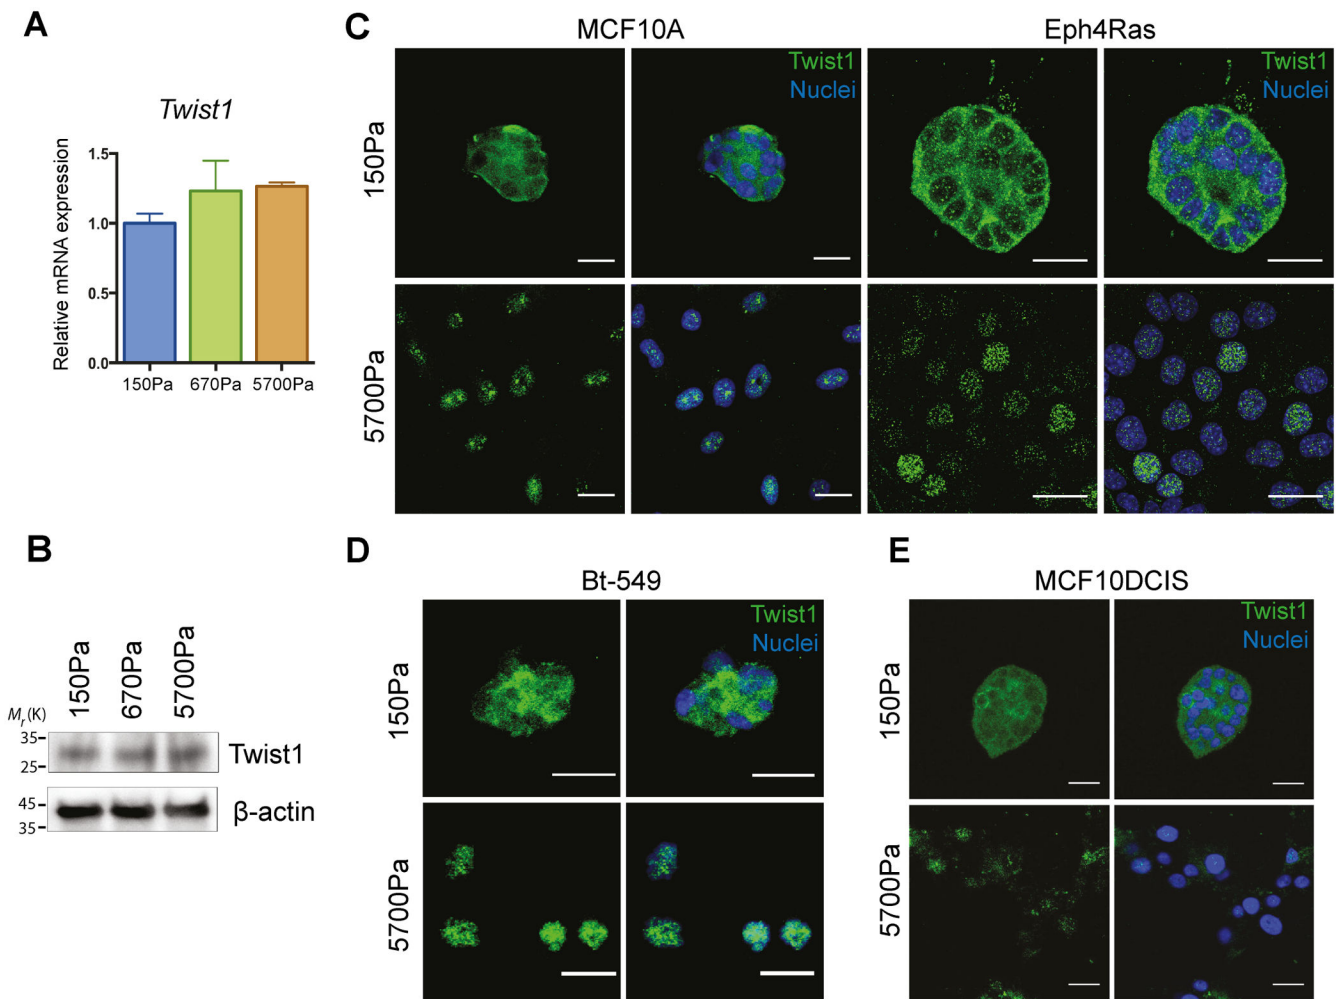 A
Twist1
Relative mRNA expression
1.5
1.0
0.5
0.0
150Pa
670Pa
5700Pa
B
150Pa
670Pa
5700Pa
Mr(K)
35
25
Twist1
45
35
β-actin
C
MCF10A
Eph4Ras
150Pa
5700Pa
Twist1
Nuclei
Twist1
Nuclei
D
Bt-549
150Pa
5700Pa
Twist1
Nuclei
E
MCF10DCIS
150Pa
5700Pa
Twist1
Nuclei